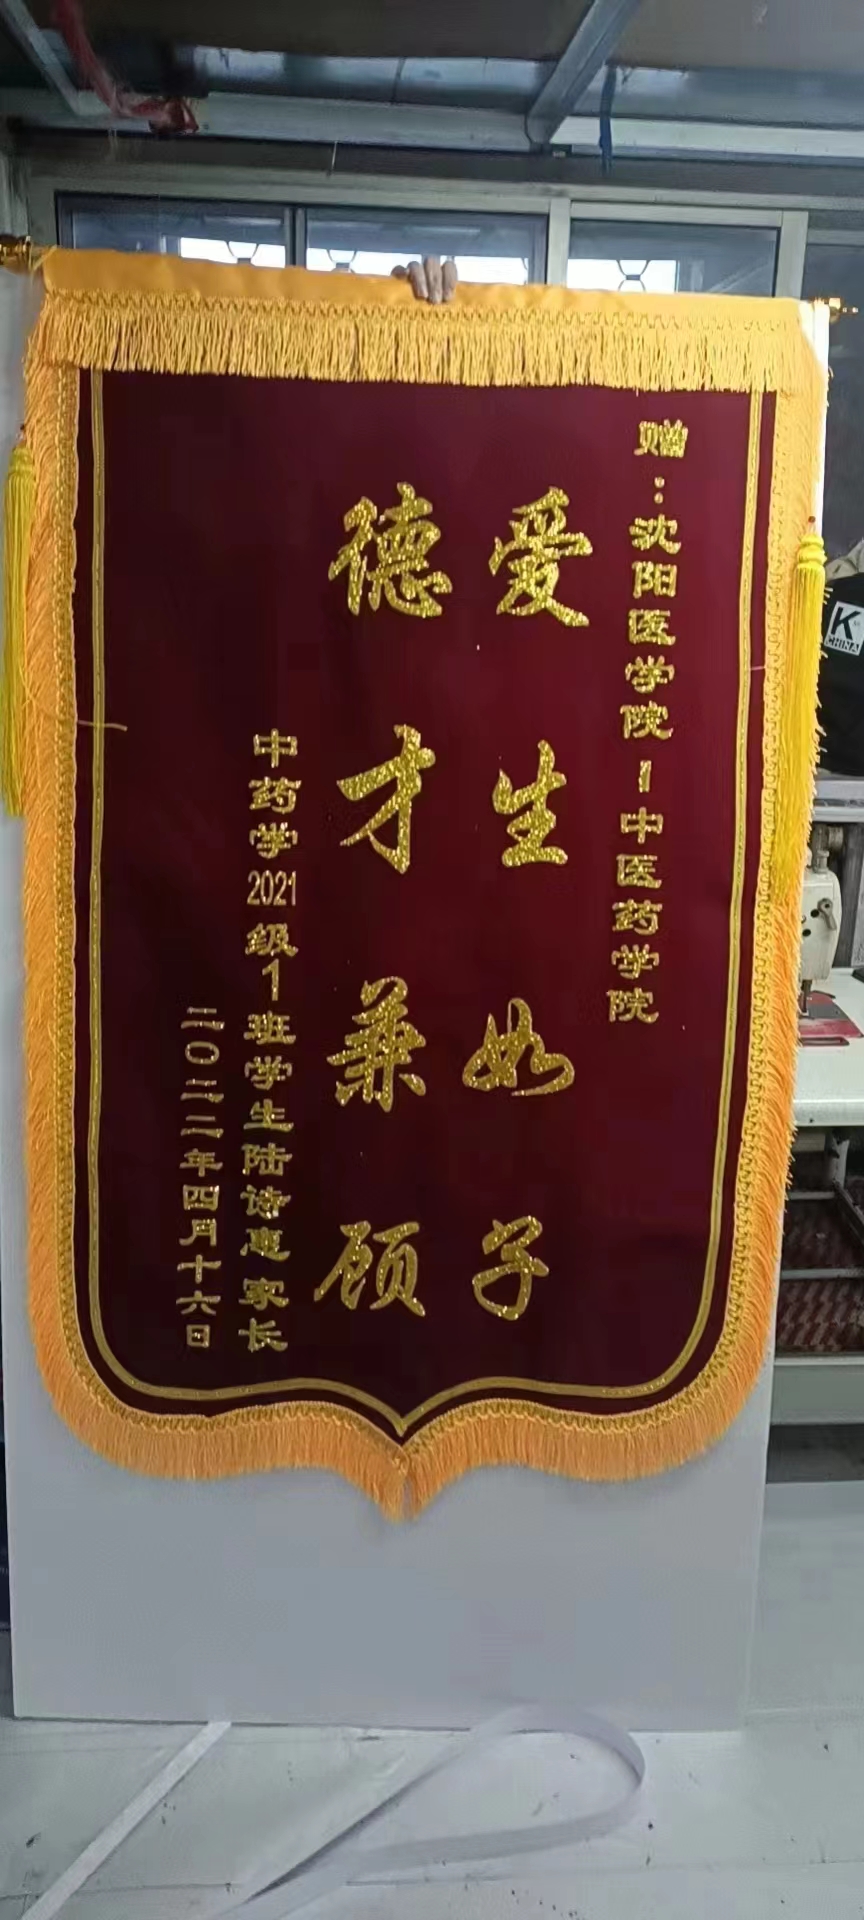 赠：沈阳医学院-中医药学院
爱生如子
德才兼顾
中药学2021级1班学生陆诗惠家长
二〇二二年四月十六日
K
CHINA